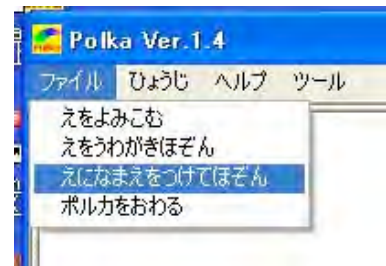 Polka Ver.1.4
ファイル ひょうじ ヘルプ ツール
えをよみこむ
えをうわがきほぞん
えになまえをつけてほぞん
ポルカをおわる